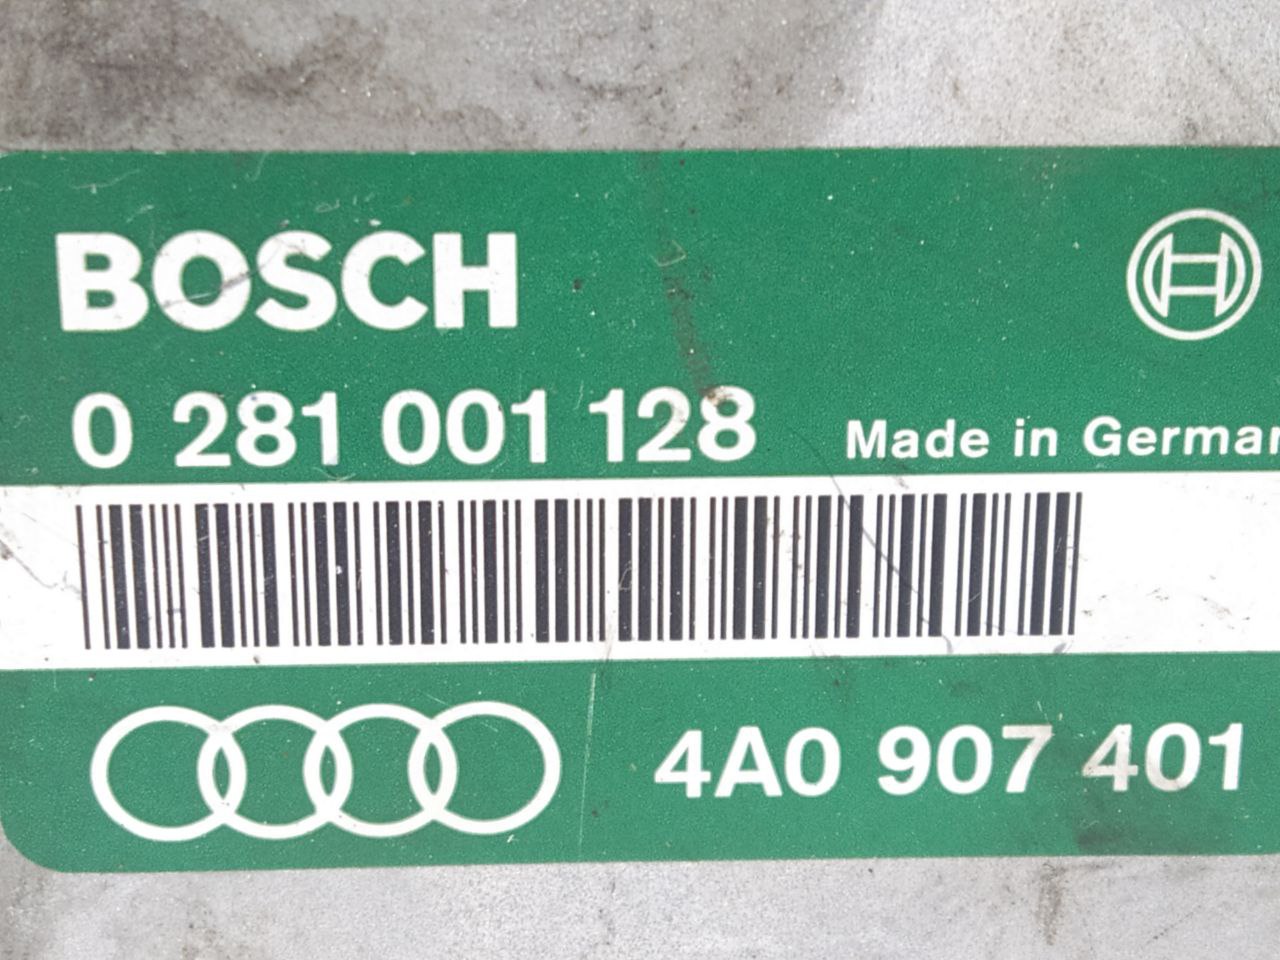 BOSCH
0 281 001 128
Made in German
4A0 907 401